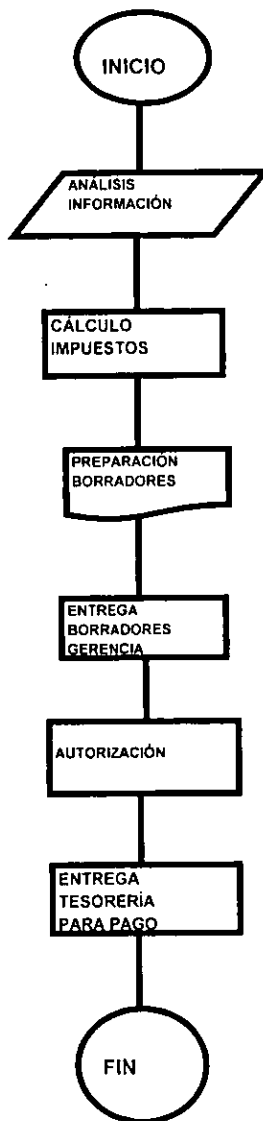 INICIO
ANÁLISIS
INFORMACIÓN
CÁLCULO
IMPUESTOS
PREPARACIÓN
BORRADORES
ENTREGA
BORRADORES
GERENCIA
AUTORIZACIÓN
ENTREGA
TESORERÍA
PARA PAGO
FIN